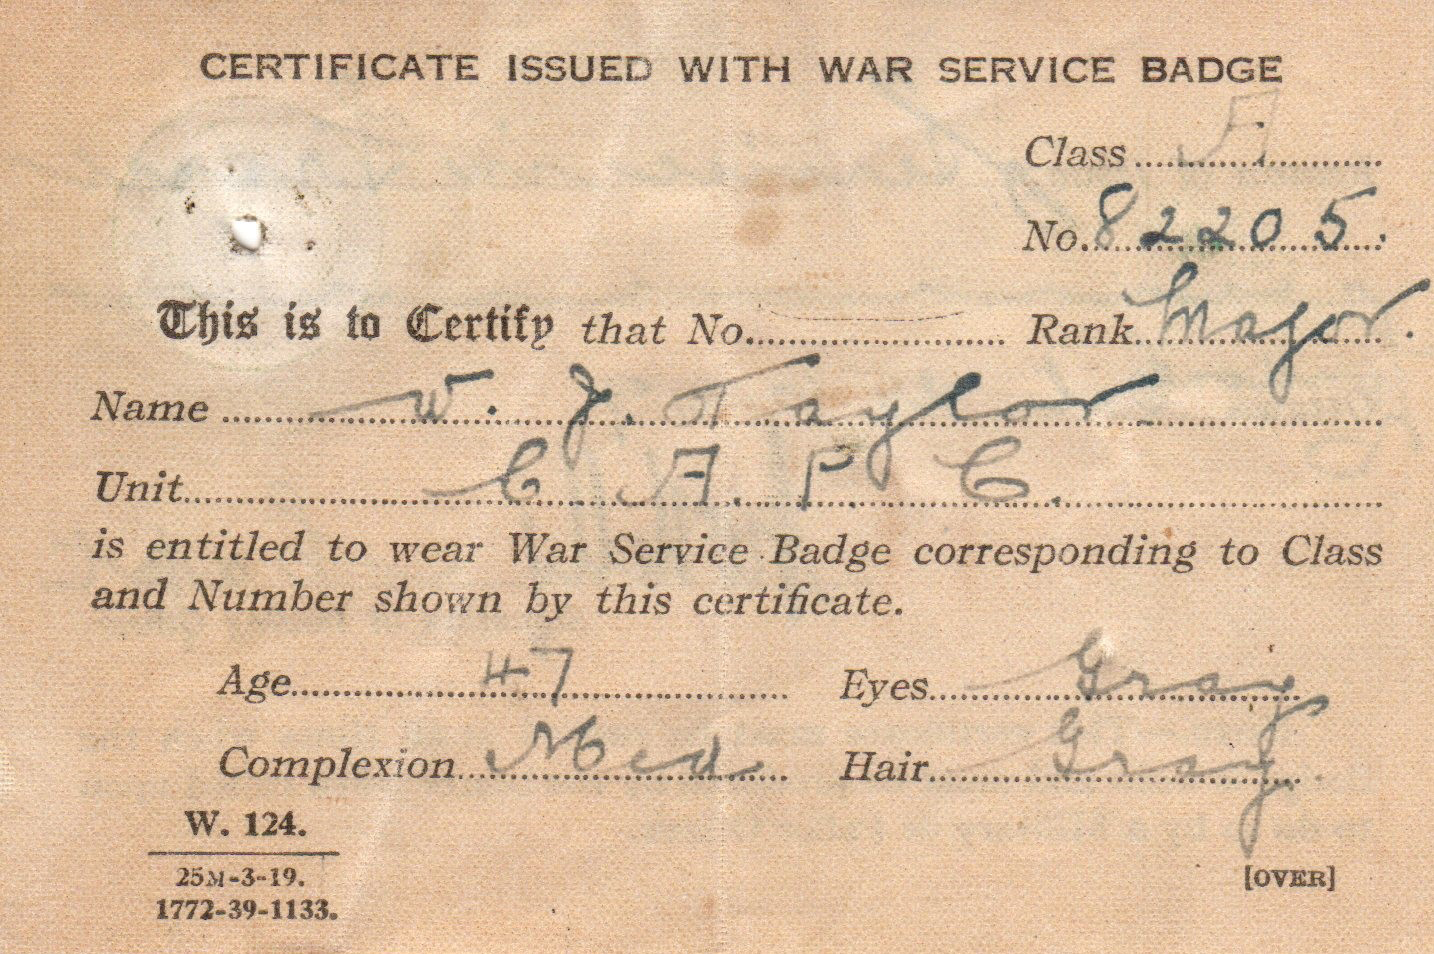 CERTIFICATE ISSUED WITH WAR SERVICE BADGE
Class A
No. 82205.
This is to Certify that No. Rank Major.
Name W. J. Taylor
Unit C. A. P. C.
is entitled to wear War Service Badge corresponding to Class
and Number shown by this certificate.
Age 47 Eyes Gray
Complexion Med Hair Gray.
W. 124.
25M-3-19.
1772-39-1133.
[OVER]